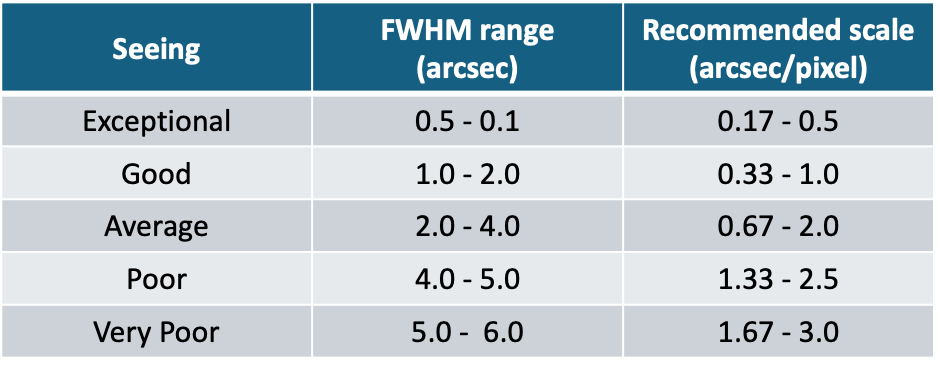 Seeing FWHM range (arcsec) Recommended scale (arcsec/pixel)
Exceptional 0.5 - 0.1 0.17 - 0.5
Good 1.0 - 2.0 0.33 - 1.0
Average 2.0 - 4.0 0.67 - 2.0
Poor 4.0 - 5.0 1.33 - 2.5
Very Poor 5.0 - 6.0 1.67 - 3.0